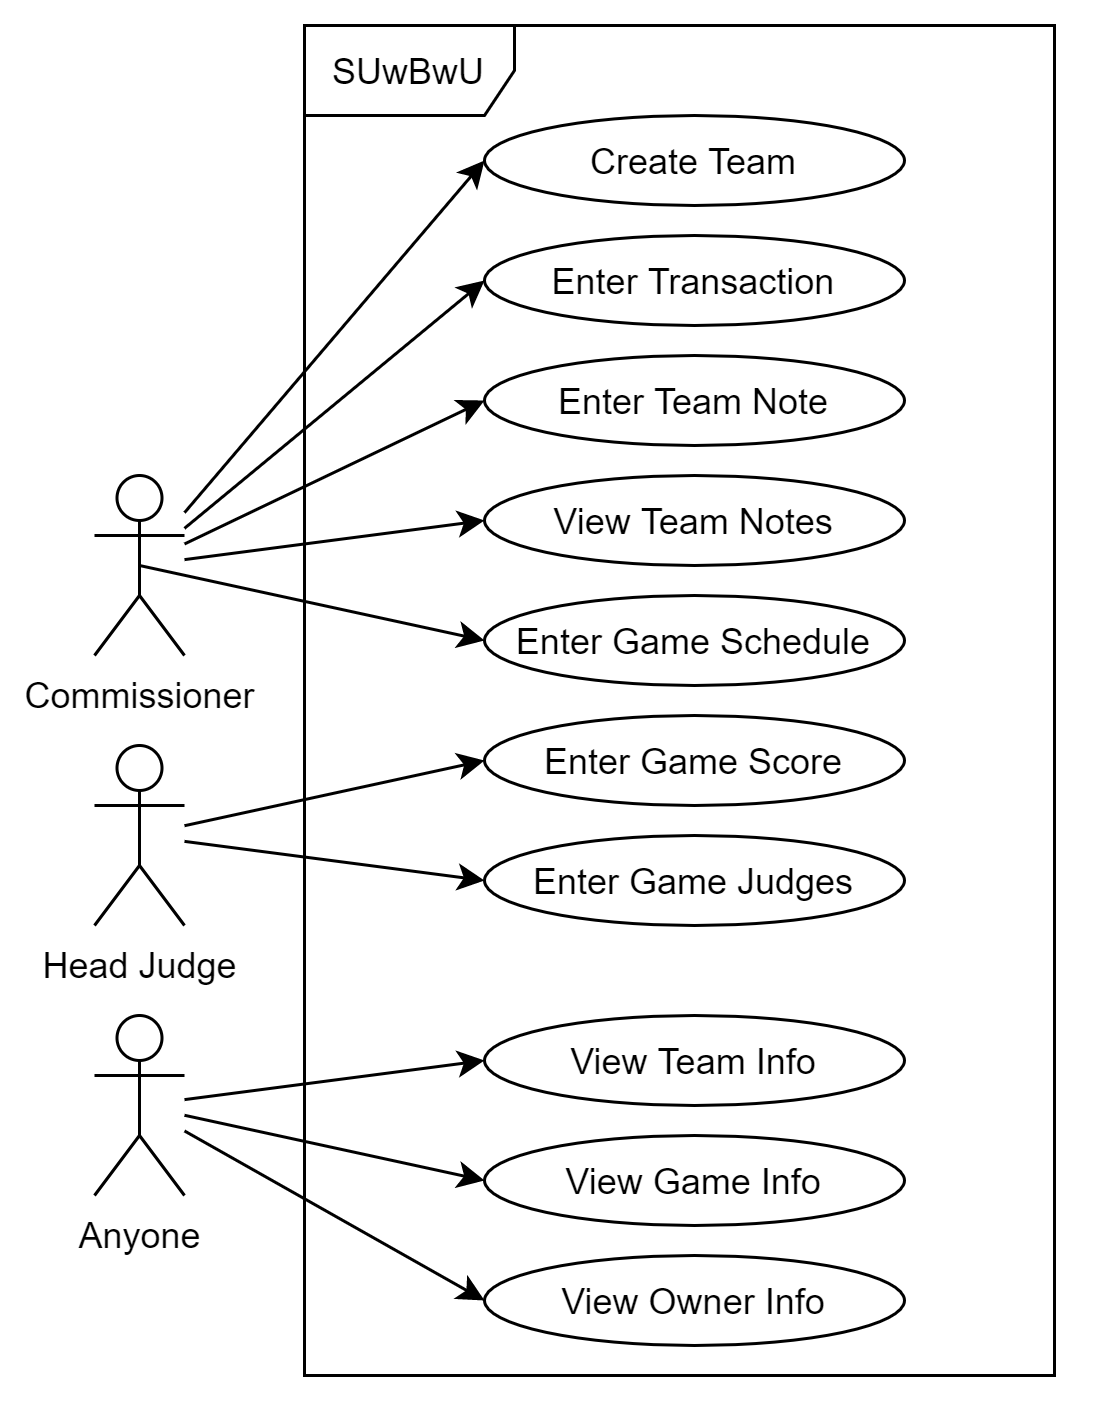 SUwBwU
Create Team
Enter Transaction
Enter Team Note
View Team Notes
Enter Game Schedule
Commissioner
Enter Game Score
Enter Game Judges
Head Judge
View Team Info
View Game Info
Anyone
View Owner Info